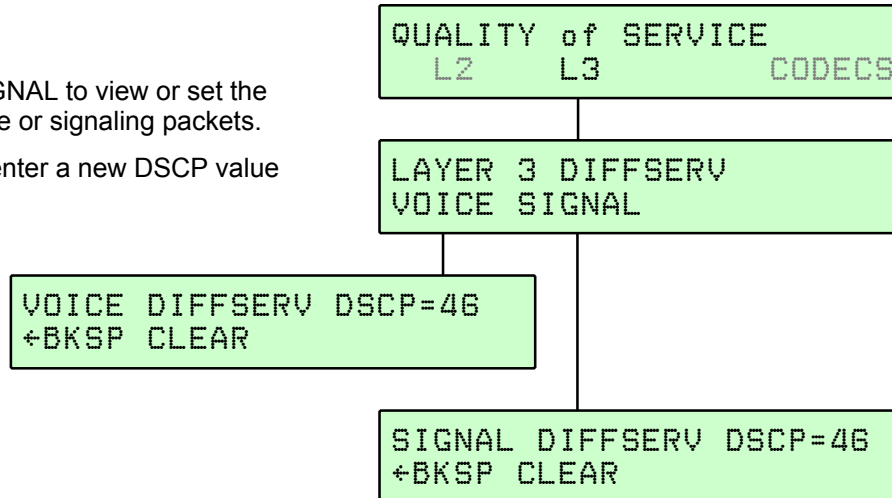 QUALITY of SERVICE
L2 L3 CODECS
GNAL to view or set the
e or signaling packets.
enter a new DSCP value
LAYER 3 DIFFSERV
VOICE SIGNAL
VOICE DIFFSERV DSCP=46
←BKSP CLEAR
SIGNAL DIFFSERV DSCP=46
←BKSP CLEAR